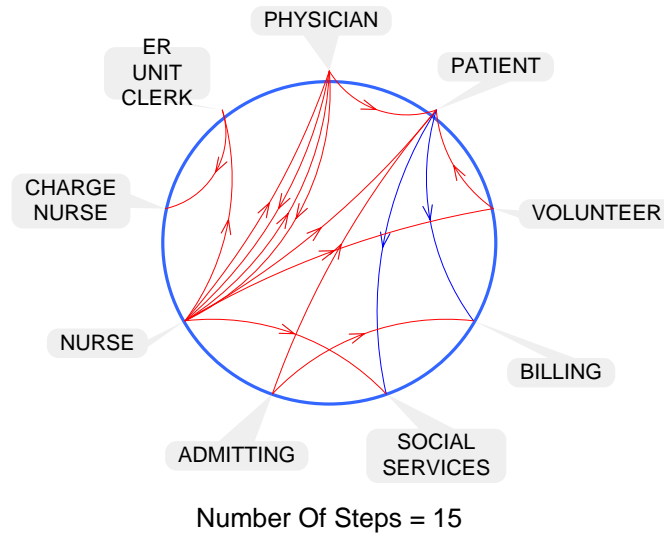 PHYSICIAN
ER
UNIT
CLERK
PATIENT
CHARGE
NURSE
VOLUNTEER
NURSE
BILLING
ADMITTING
SOCIAL
SERVICES
Number Of Steps = 15